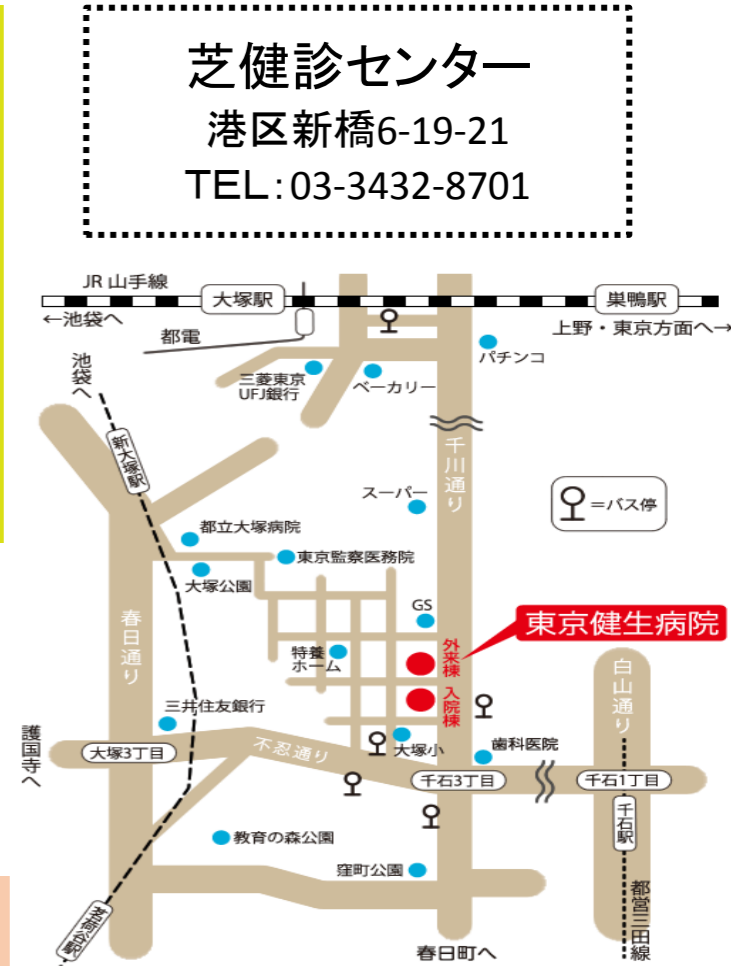 芝健診センター
港区新橋6-19-21
TEL:03-3432-8701
JR 山手線
大塚駅
巣鴨駅
←池袋へ
上野・東京方面へ→
都電
池袋へ
三菱東京
UFJ銀行
ベーカリー
パチンコ
新大塚駅
千川通り
スーパー
=バス停
都立大塚病院
東京監察医務院
大塚公園
GS
東京健生病院
春日通り
特養
ホーム
外来棟
入院棟
白山通り
三井住友銀行
護国寺へ
大塚3丁目
不忍通り
大塚小
歯科医院
千石3丁目
千石1丁目
千石駅
教育の森公園
窪町公園
茗荷谷駅
春日町へ
都営三田線